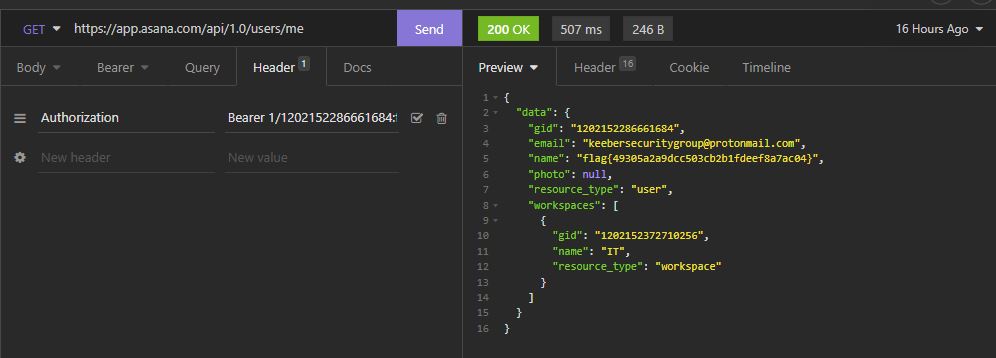 GET https://app.asana.com/api/1.0/users/me Send 200 OK 507 ms 246 B 16 Hours Ago
Body Bearer Query Header 1 Docs Preview Header 16 Cookie Timeline
Authorization Bearer 1/1202152286661684:
New header New value
1 {
2 "data": {
3 "gid": "1202152286661684",
4 "email": "keebersecuritygroup@protonmail.com",
5 "name": "flag{49305a2a9dcc503cb2b1fdeef8a7ac04}",
6 "photo": null,
7 "resource_type": "user",
8 "workspaces": [
9 {
10 "gid": "1202152372710256",
11 "name": "IT",
12 "resource_type": "workspace"
13 }
14 ]
15 }
16 }